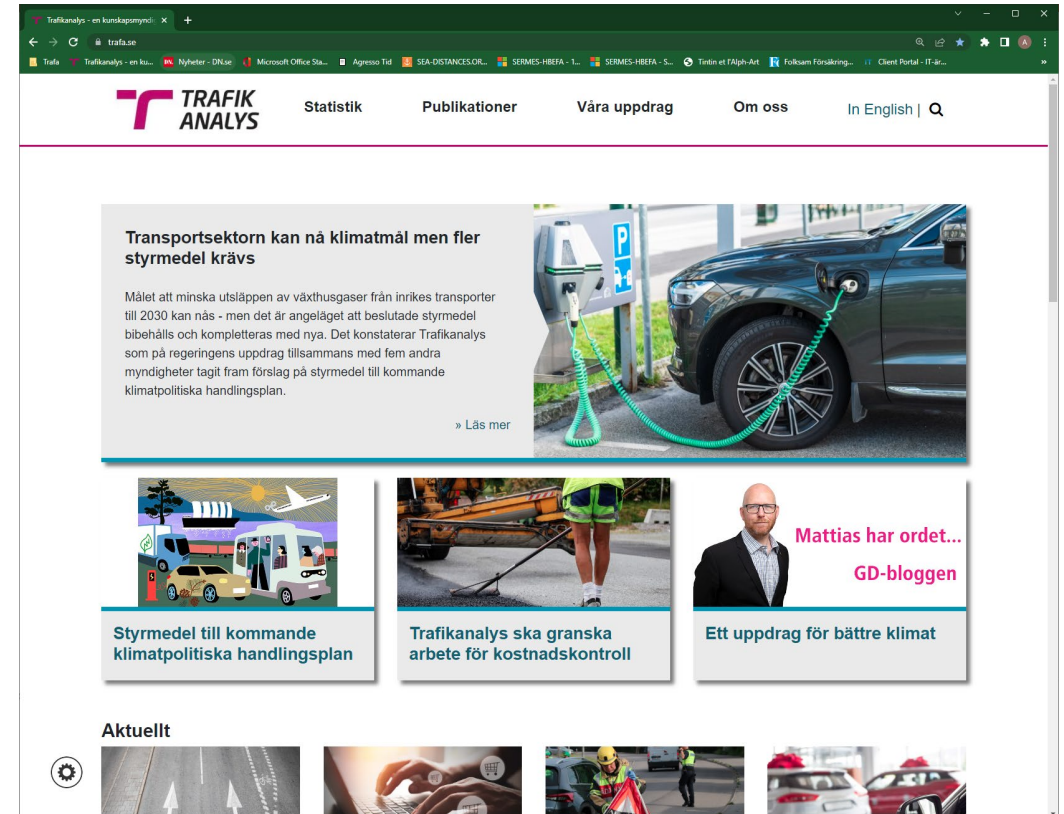 Trafikanalys - en kunskapsmyndig
trafa.se
Trafa
Trafikanalys - en ku...
DN.
Nyheter - DN.se
Microsoft Office Sta...
Agresso Tid
SEA-DISTANCES.OR...
SERMES-HBEFA - 1...
SERMES-HBEFA - S...
Tintin et l'Alph-Art
Folksam Försäkring...
Client Portal - IT-är...
»
TRAFIK
ANALYS
Statistik
Publikationer
Våra uppdrag
Om oss
In English |
Transportsektorn kan nå klimatmål men fler
styrmedel krävs
Målet att minska utsläppen av växthusgaser från inrikes transporter
till 2030 kan nås - men det är angeläget att beslutade styrmedel
bibehålls och kompletteras med nya. Det konstaterar Trafikanalys
som på regeringens uppdrag tillsammans med fem andra
myndigheter tagit fram förslag på styrmedel till kommande
klimatpolitiska handlingsplan.
» Läs mer
P
Mattias har ordet...
GD-bloggen
Styrmedel till kommande
klimatpolitiska handlingsplan
Trafikanalys ska granska
arbete för kostnadskontroll
Ett uppdrag för bättre klimat
Aktuellt